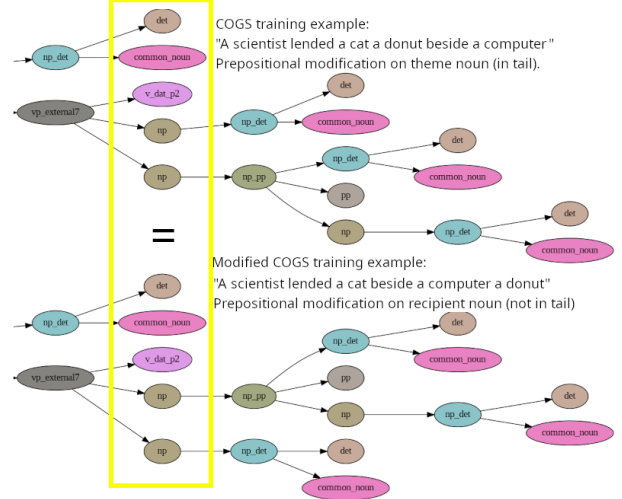 COGS training example:
"A scientist lended a cat a donut beside a computer"
Prepositional modification on theme noun (in tail).
det
np_det
common_noun
v_dat_p2
det
vp_external7
np
np_det
common_noun
det
np_det
np
np_pp
common_noun
pp
det
np
np_det
common_noun
=
Modified COGS training example:
"A scientist lended a cat beside a computer a donut"
Prepositional modification on recipient noun (not in tail)
det
np_det
common_noun
det
np_det
v_dat_p2
common_noun
vp_external7
pp
np
np_pp
det
np
np_det
common_noun
np
np_det
det
common_noun